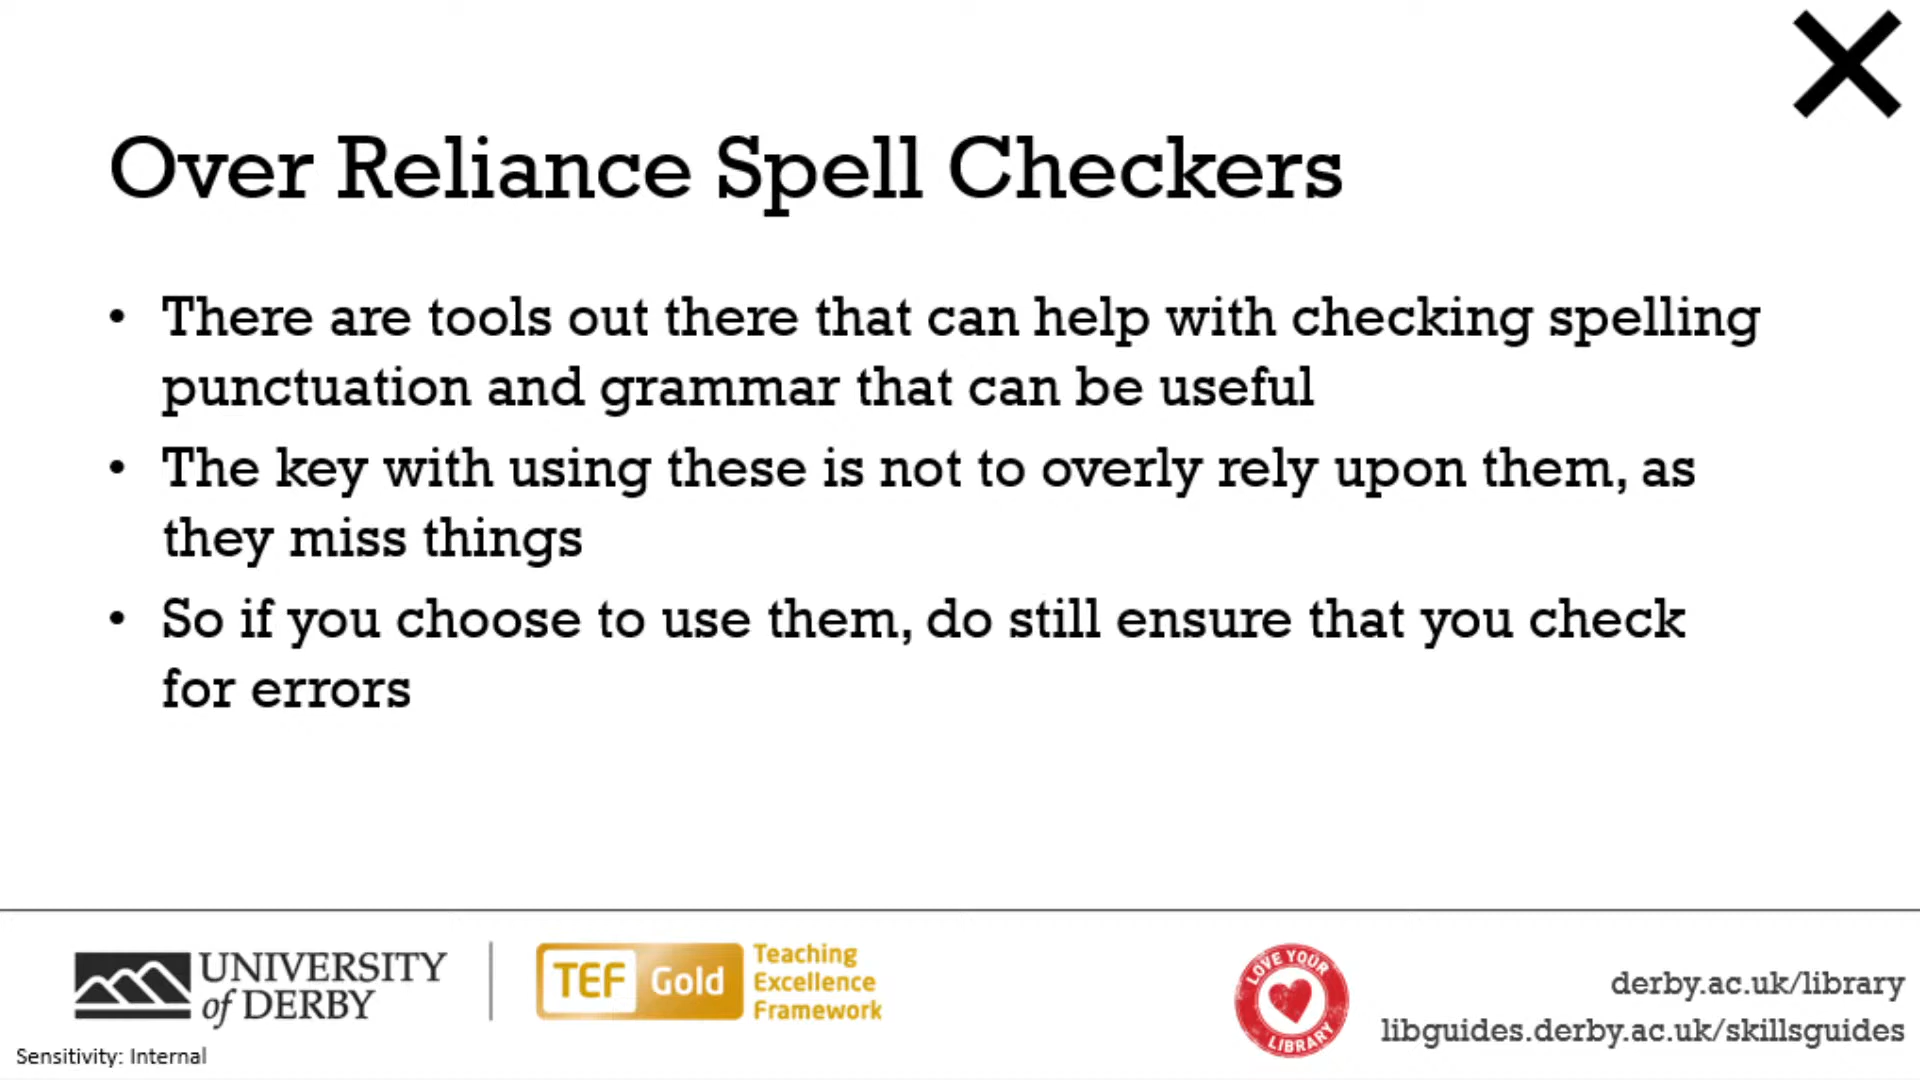 Over Reliance Spell Checkers
• There are tools out there that can help with checking spelling
punctuation and grammar that can be useful
• The key with using these is not to overly rely upon them, as
they miss things
• So if you choose to use them, do still ensure that you check
for errors
UNIVERSITY
of DERBY
TEF Gold
Teaching
Excellence
Framework
LOVE YOUR
LIBRARY
derby.ac.uk/library
libguides.derby.ac.uk/skillsguides
Sensitivity: Internal